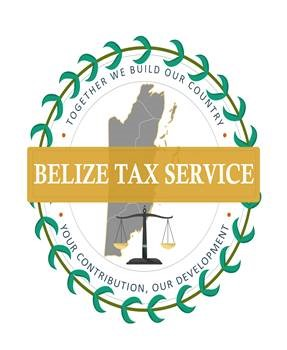 TOGETHER WE BUILD OUR COUNTRY
BELIZE TAX SERVICE
YOUR CONTRIBUTION, OUR DEVELOPMENT